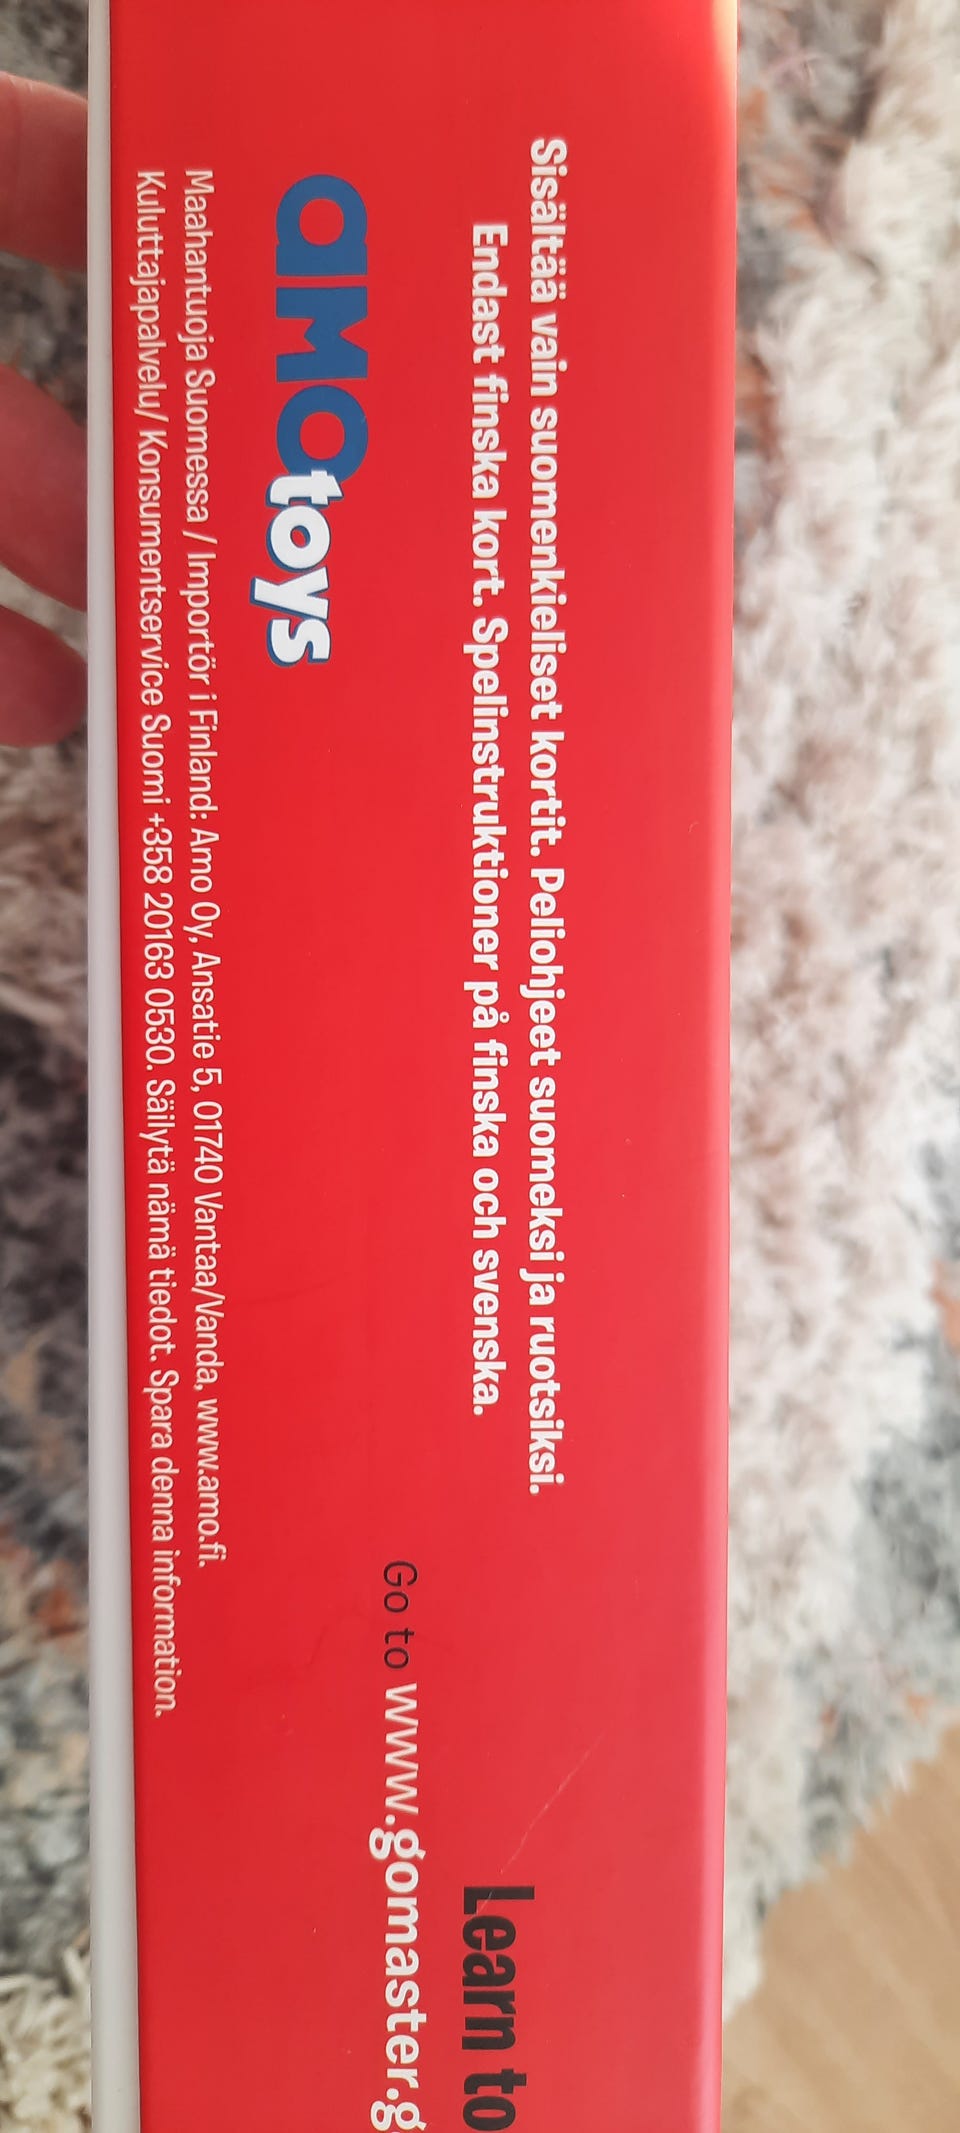 Sisältää vain suomenkieliset kortit. Peliohjeet suomeksi ja ruotsiksi.
Endast finska kort. Spelinstruktioner på finska och svenska.
aMO toys
Maahantuoja Suomessa / Importör i Finland: Amo Oy, Ansatie 5, 01740 Vantaa/Vanda, www.amo.fi.
Kuluttajapalvelu/ Konsumentservice Suomi +358 20163 0530. Säilytä nämä tiedot. Spara denna information.
Learn to
Go to www.gomaster.g